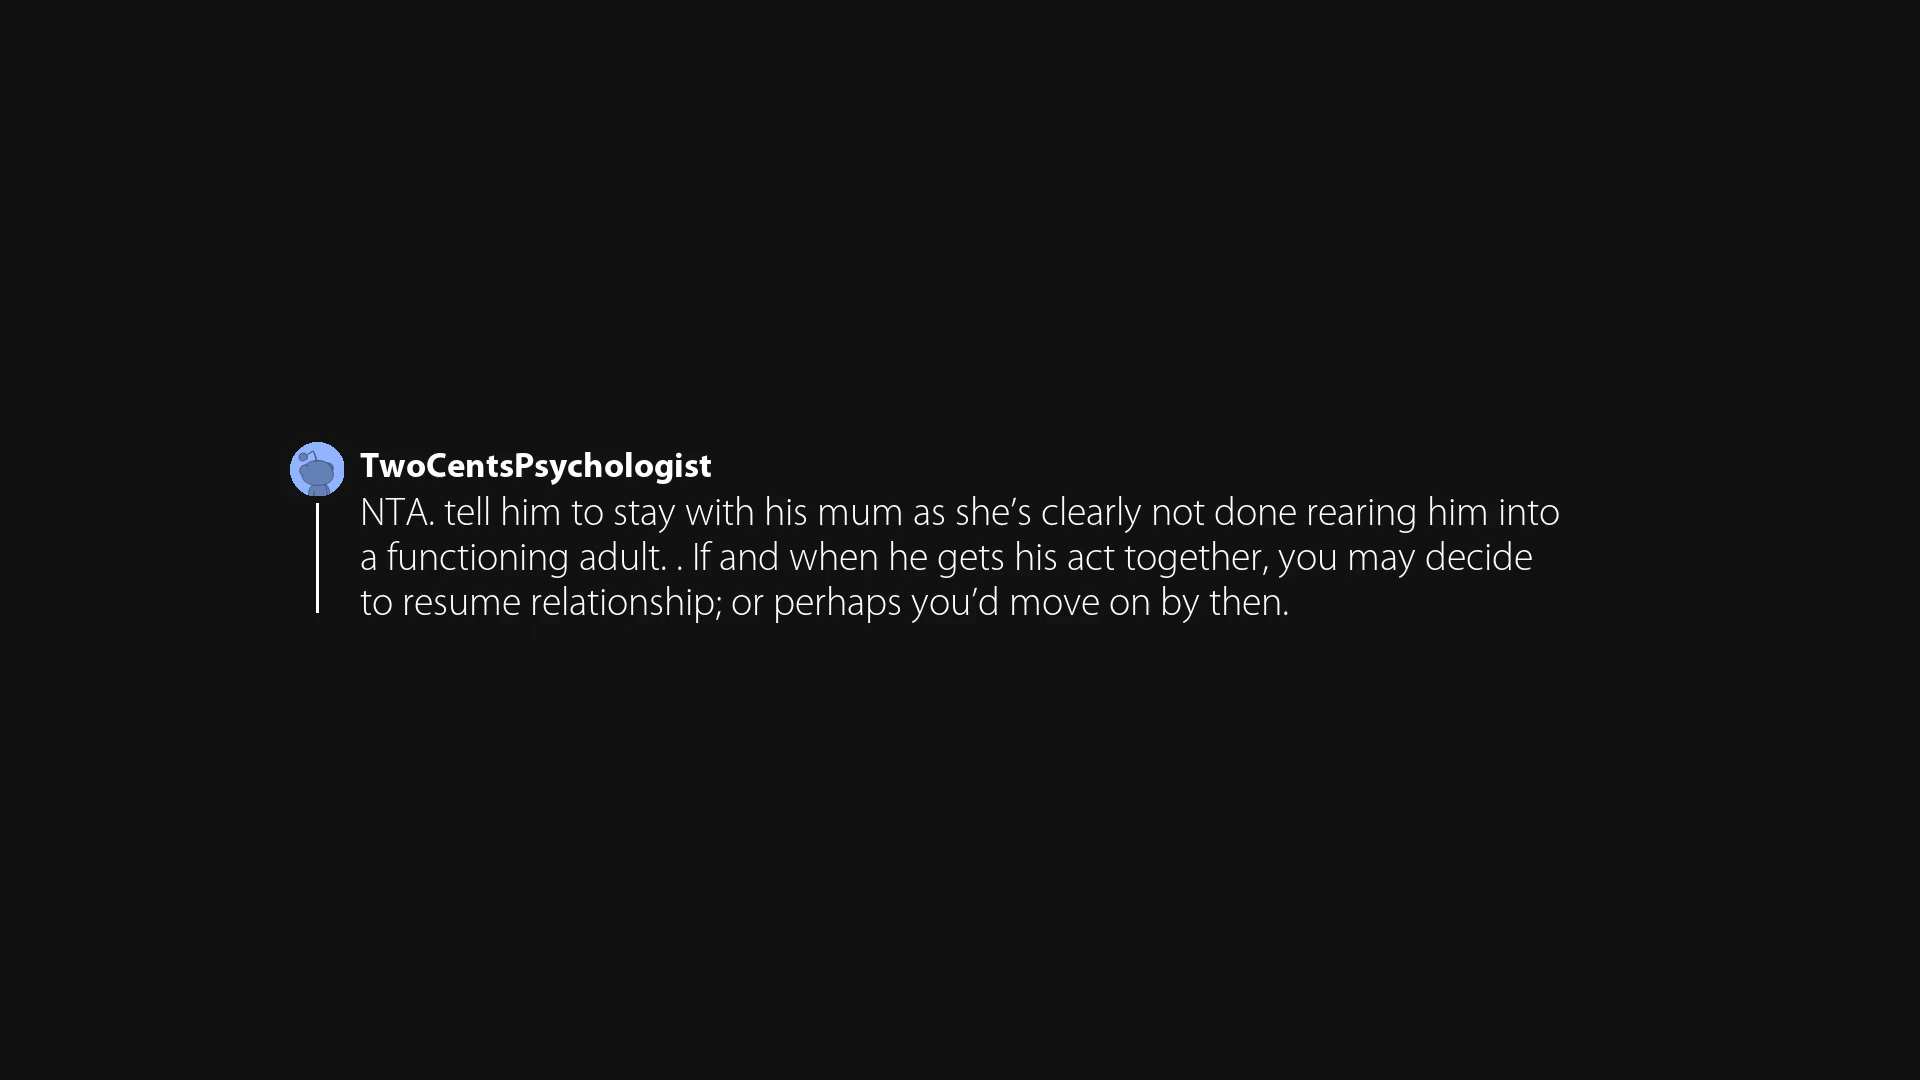 TwoCentsPsychologist
NTA. tell him to stay with his mum as she’s clearly not done rearing him into
a functioning adult. . If and when he gets his act together, you may decide
to resume relationship; or perhaps you’d move on by then.